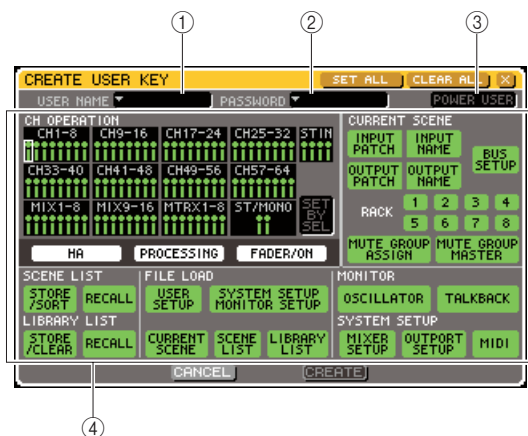 ① ② ③
CREATE USER KEY SET ALL CLEAR ALL X
USER NAME PASSWORD POWER USER
CH OPERATION
CH1-8 CH9-16 CH17-24 CH25-32 STIN
CH33-40 CH41-48 CH49-56 CH57-64
MIX1-8 MIX9-16 MTRX1-8 ST/MONO SET BY SEL
HA PROCESSING FADER/ON
CURRENT SCENE
INPUT PATCH INPUT NAME BUS SETUP
OUTPUT PATCH OUTPUT NAME
RACK 1 2 3 4
5 6 7 8
MUTE GROUP ASSIGN MUTE GROUP MASTER
SCENE LIST FILE LOAD MONITOR
STORE /SORT RECALL USER SETUP SYSTEM SETUP MONITOR SETUP OSCILLATOR TALKBACK
LIBRARY LIST SYSTEM SETUP
STORE /CLEAR RECALL CURRENT SCENE SCENE LIST LIBRARY LIST MIXER SETUP OUTPORT SETUP MIDI
CANCEL CREATE
④